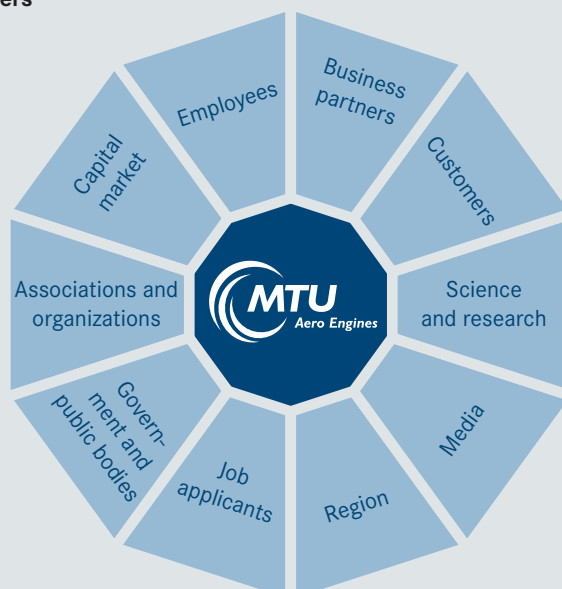 ers
Employees
Business
partners
Capital
market
Customers
Associations and
organizations
MTU
Aero Engines
Science
and research
Govern-
ment and
public bodies
Media
Job
applicants
Region